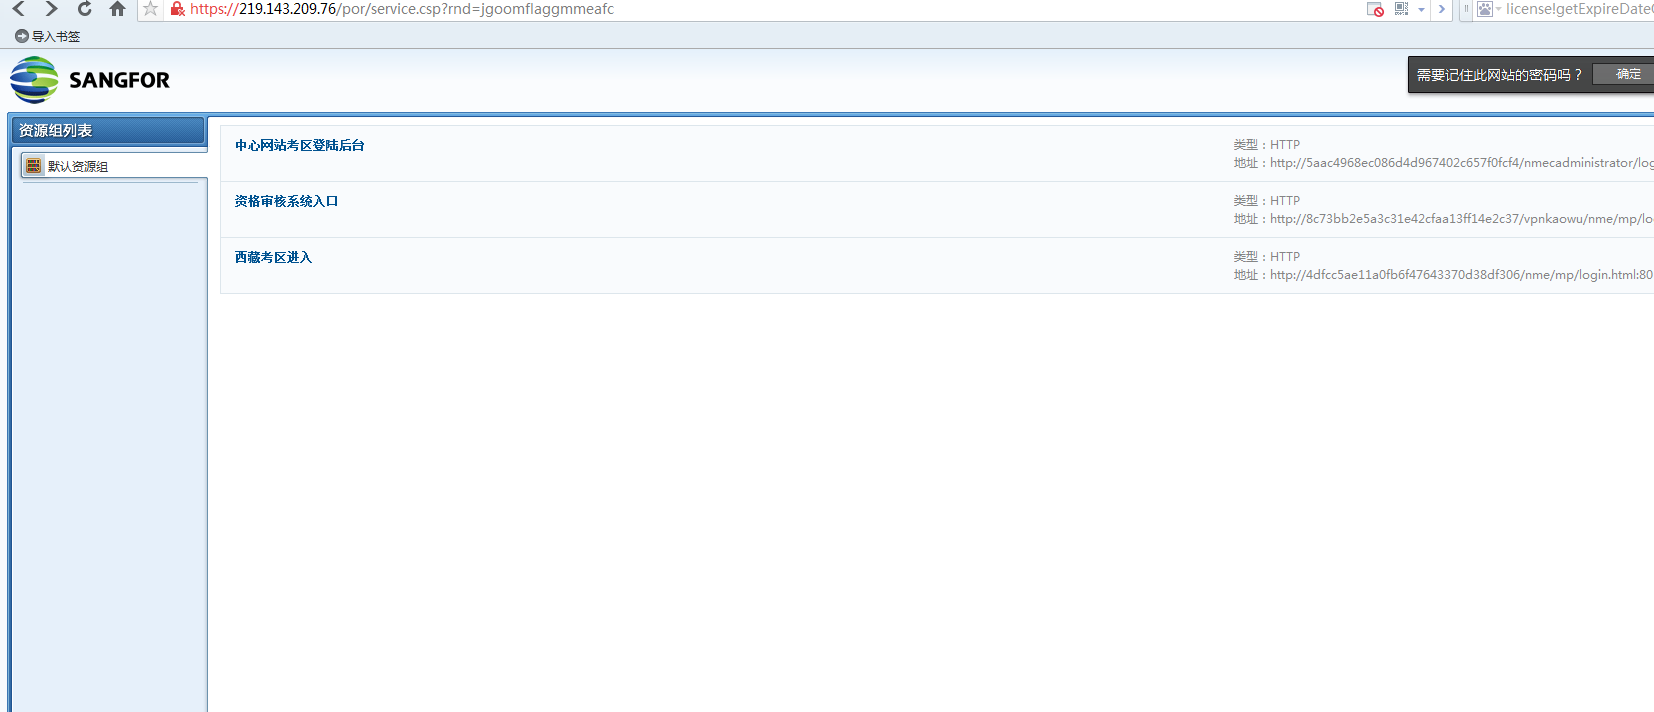 https://219.143.209.76/por/service.csp?rnd=jgoomflaggmmeafc
license!getExpireDate
导入书签
SANGFOR
需要记住此网站的密码吗？ 确定
资源组列表
默认资源组
中心网站考区登陆后台
类型：HTTP
地址：http://5aac4968ec086d4d967402c657f0fcf4/nmecadministrator/log
资格审核系统入口
类型：HTTP
地址：http://8c73bb2e5a3c31e42cfaa13ff14e2c37/vpnkaowu/nme/mp/lo
西藏考区进入
类型：HTTP
地址：http://4dfcc5ae11a0fb6f47643370d38df306/nme/mp/login.html:80